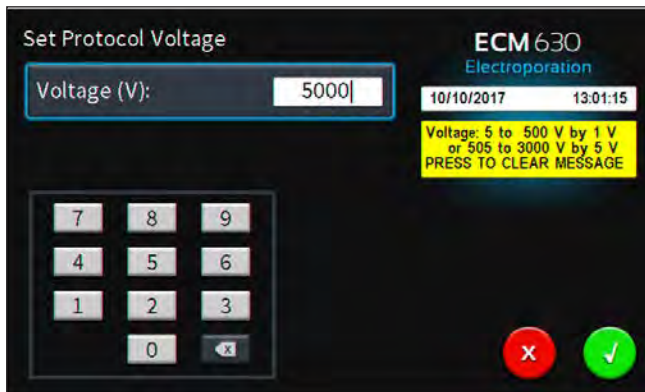 Set Protocol Voltage
Voltage (V): 5000
ECM 630
Electroporation
10/10/2017 13:01:15
Voltage: 5 to 500 V by 1 V
or 505 to 3000 V by 5 V
PRESS TO CLEAR MESSAGE
7 8 9
4 5 6
1 2 3
0 x
x √